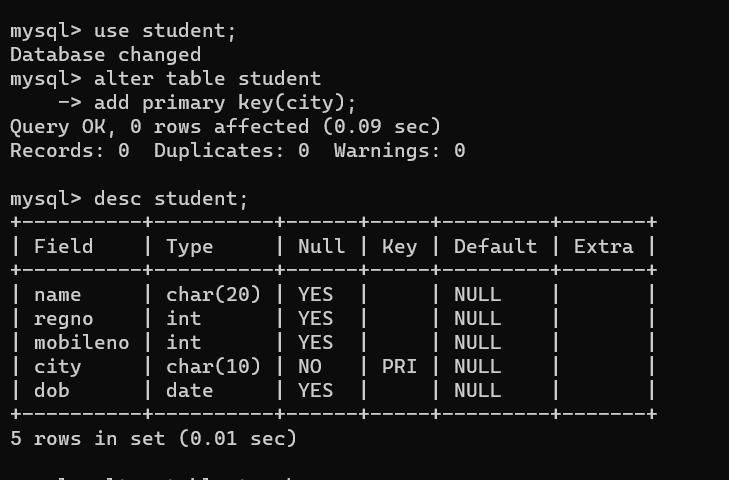 mysql> use student;
Database changed
mysql> alter table student
    -> add primary key(city);
Query OK, 0 rows affected (0.09 sec)
Records: 0  Duplicates: 0  Warnings: 0

mysql> desc student;
+----------+----------+------+-----+---------+-------+
| Field    | Type     | Null | Key | Default | Extra |
+----------+----------+------+-----+---------+-------+
| name     | char(20) | YES  |     | NULL    |       |
| regno    | int      | YES  |     | NULL    |       |
| mobileno | int      | YES  |     | NULL    |       |
| city     | char(10) | NO   | PRI | NULL    |       |
| dob      | date     | YES  |     | NULL    |       |
+----------+----------+------+-----+---------+-------+
5 rows in set (0.01 sec)